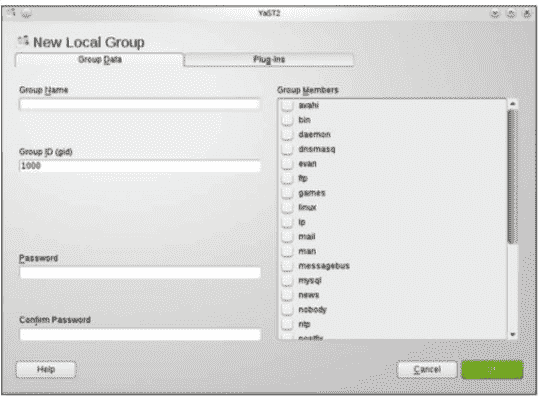 YaST2
New Local Group
Group Data
Plug-Ins
Group Name
Group ID (gid)
1000
Password
Confirm Password
Group Members
avahi
bin
daemon
dnsmasq
evan
ftp
games
linux
lp
mail
man
messagebus
mysql
news
nobody
ntp
postfix
Help
Cancel